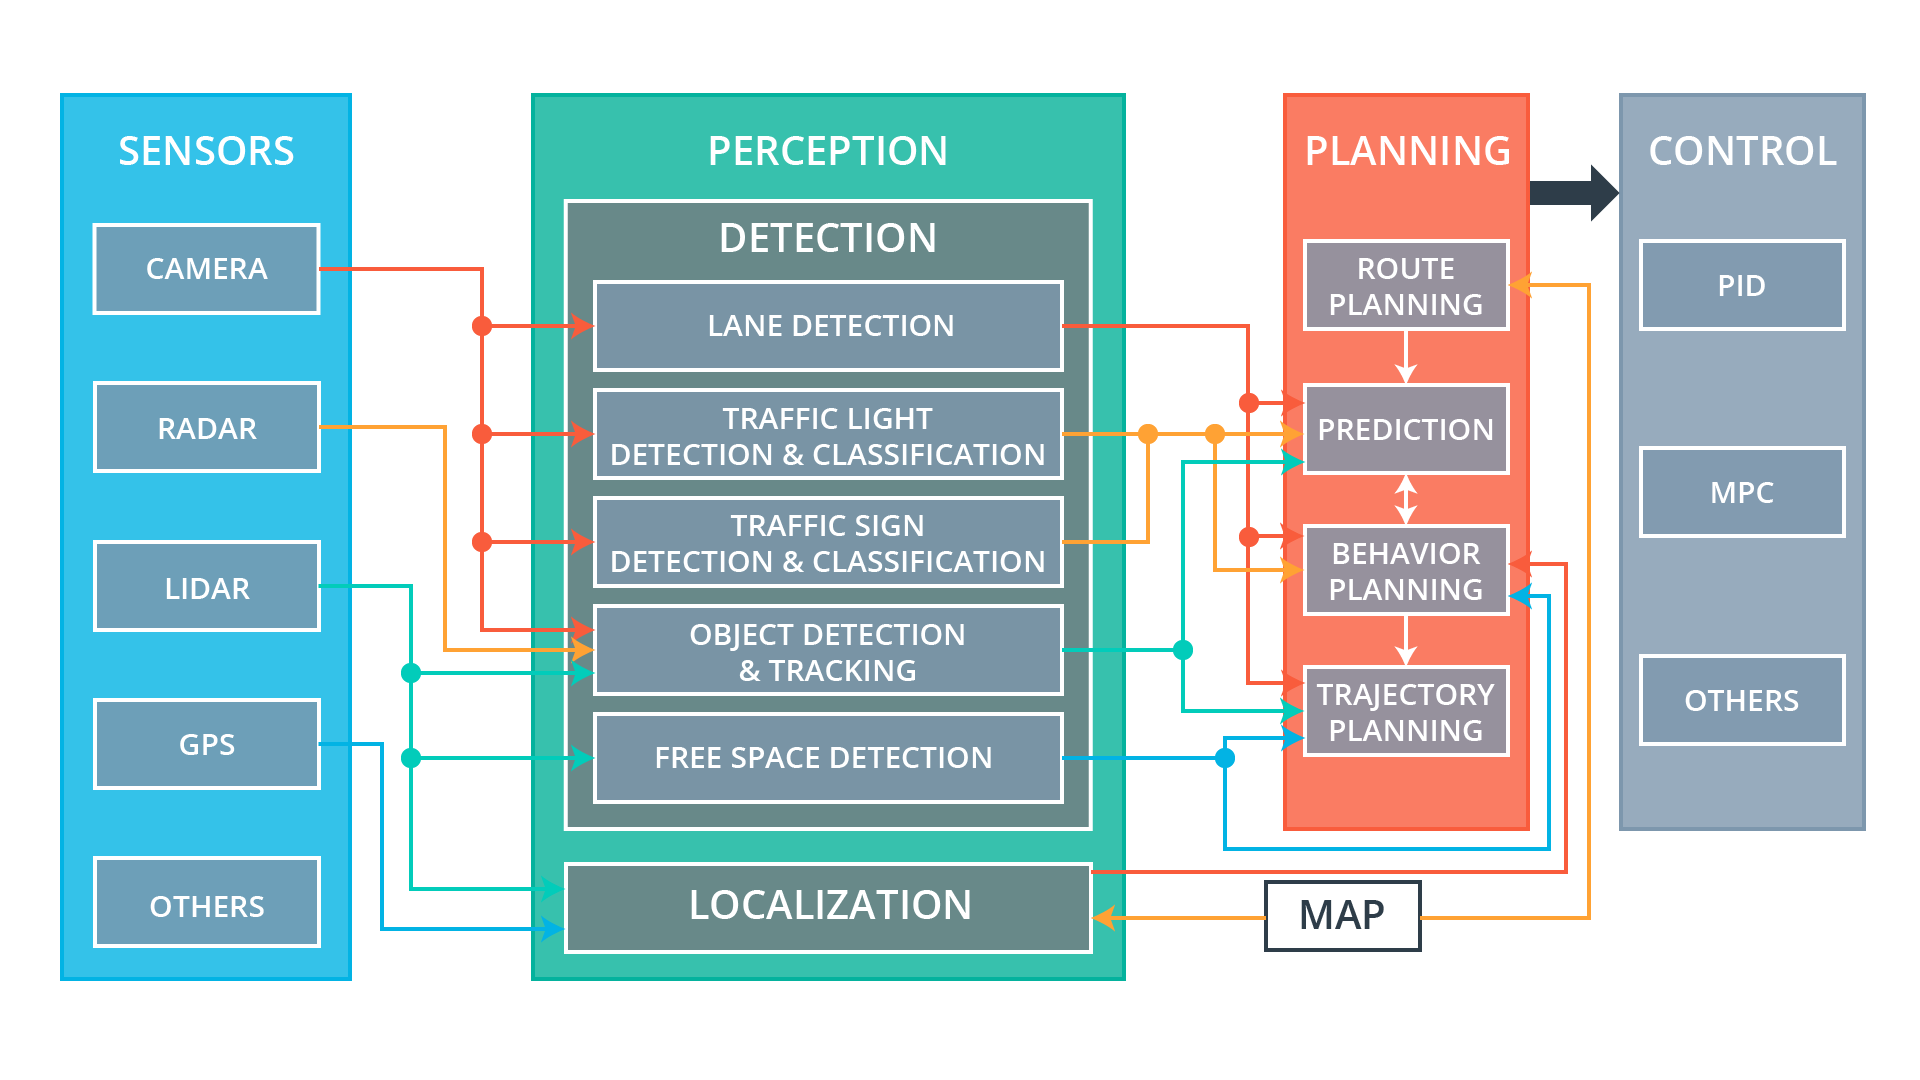 SENSORS
CAMERA
RADAR
LIDAR
GPS
OTHERS
PERCEPTION
DETECTION
LANE DETECTION
TRAFFIC LIGHT
DETECTION & CLASSIFICATION
TRAFFIC SIGN
DETECTION & CLASSIFICATION
OBJECT DETECTION
& TRACKING
FREE SPACE DETECTION
LOCALIZATION
PLANNING
ROUTE
PLANNING
PREDICTION
BEHAVIOR
PLANNING
TRAJECTORY
PLANNING
MAP
CONTROL
PID
MPC
OTHERS